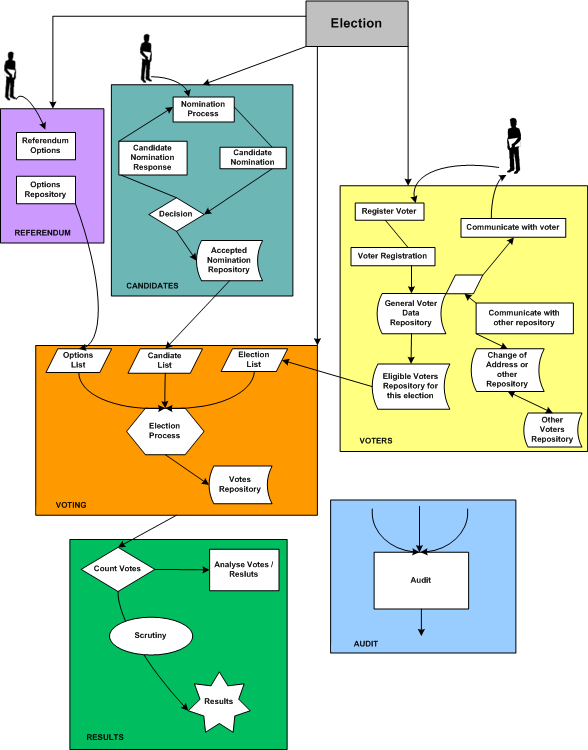 Election
Referendum
Options
Options
Repository
REFERENDUM
Nomination
Process
Candidate
Nomination
Response
Candidate
Nomination
Decision
Accepted
Nomination
Repository
CANDIDATES
Register Voter
Communicate with voter
Voter Registration
General Voter
Data
Repository
Communicate with
other repository
Eligible Voters
Repository for
this election
Change of
Address or
other
Repository
Other
Voters
Repository
VOTERS
Options
List
Candiate
List
Election
List
Election
Process
Votes
Repository
VOTING
Count Votes
Analyse Votes /
Resluts
Scrutiny
Results
RESULTS
Audit
AUDIT